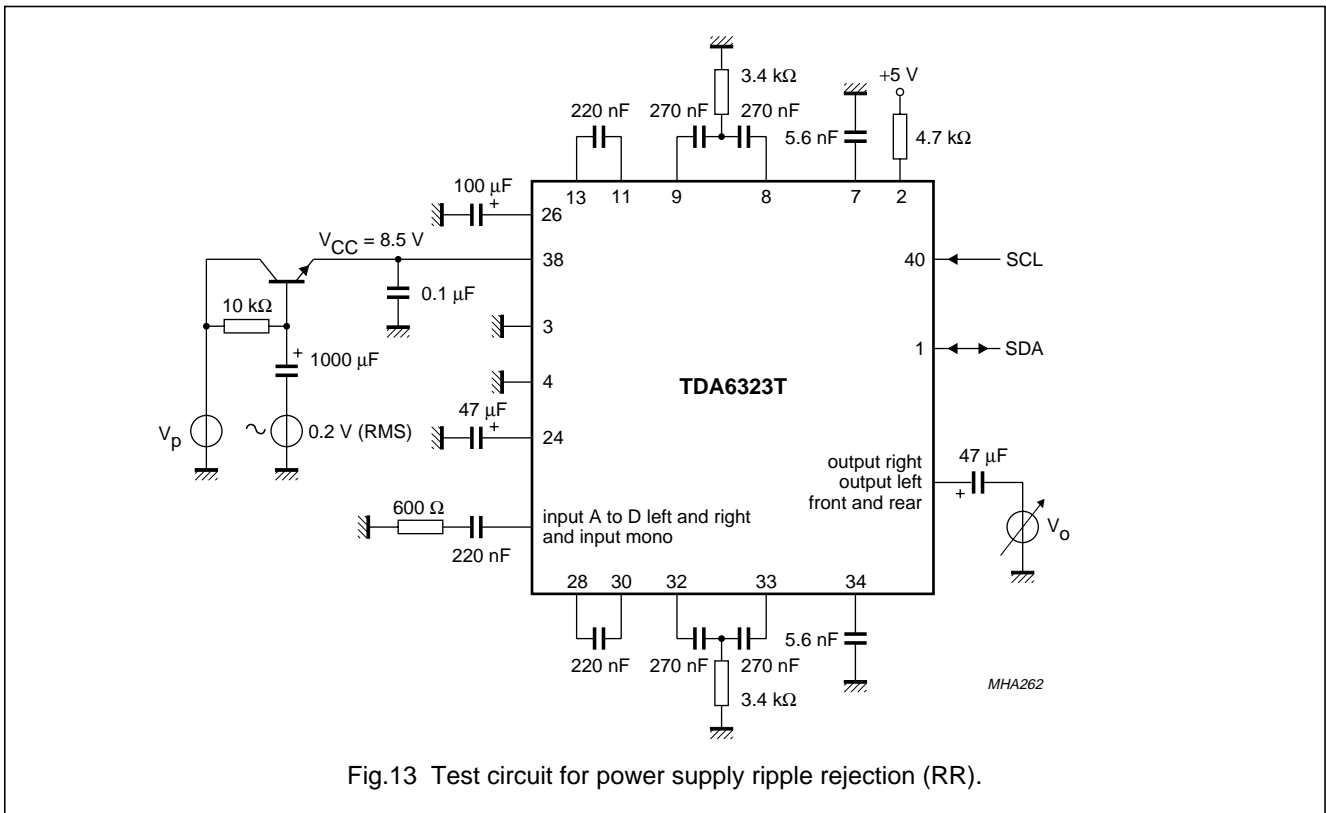 3.4 kΩ
+5 V
220 nF
270 nF
270 nF
5.6 nF
4.7 kΩ
13
11
9
8
7
2
100 µF
+
26
VCC = 8.5 V
38
40
SCL
0.1 µF
10 kΩ
3
+
1000 µF
1
SDA
4
TDA6323T
47 µF
+
24
Vp
0.2 V (RMS)
output right
output left
front and rear
47 µF
+
Vo
600 Ω
220 nF
input A to D left and right
and input mono
28
30
32
33
34
220 nF
270 nF
270 nF
5.6 nF
3.4 kΩ
MHA262
Fig.13 Test circuit for power supply ripple rejection (RR).